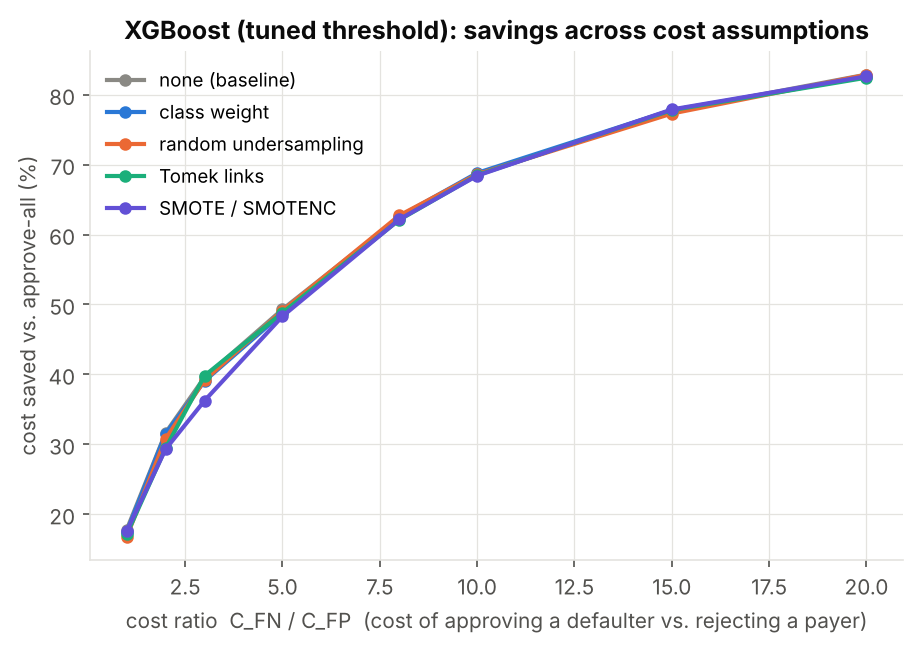 XGBoost (tuned threshold): savings across cost assumptions
none (baseline)
class weight
random undersampling
Tomek links
SMOTE / SMOTENC
cost saved vs. approve-all (%)
80
70
60
50
40
30
20
2.5 5.0 7.5 10.0 12.5 15.0 17.5 20.0
cost ratio C_FN / C_FP (cost of approving a defaulter vs. rejecting a payer)